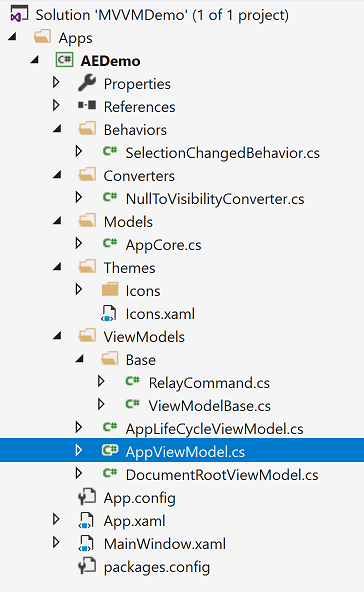 Solution 'MVVMDemo' (1 of 1 project)
Apps
C# AEDemo
Properties
References
Behaviors
C# SelectionChangedBehavior.cs
Converters
C# NullToVisibilityConverter.cs
Models
C# AppCore.cs
Themes
Icons
Icons.xaml
ViewModels
Base
C# RelayCommand.cs
C# ViewModelBase.cs
C# AppLifeCycleViewModel.cs
C# AppViewModel.cs
C# DocumentRootViewModel.cs
App.config
App.xaml
MainWindow.xaml
packages.config